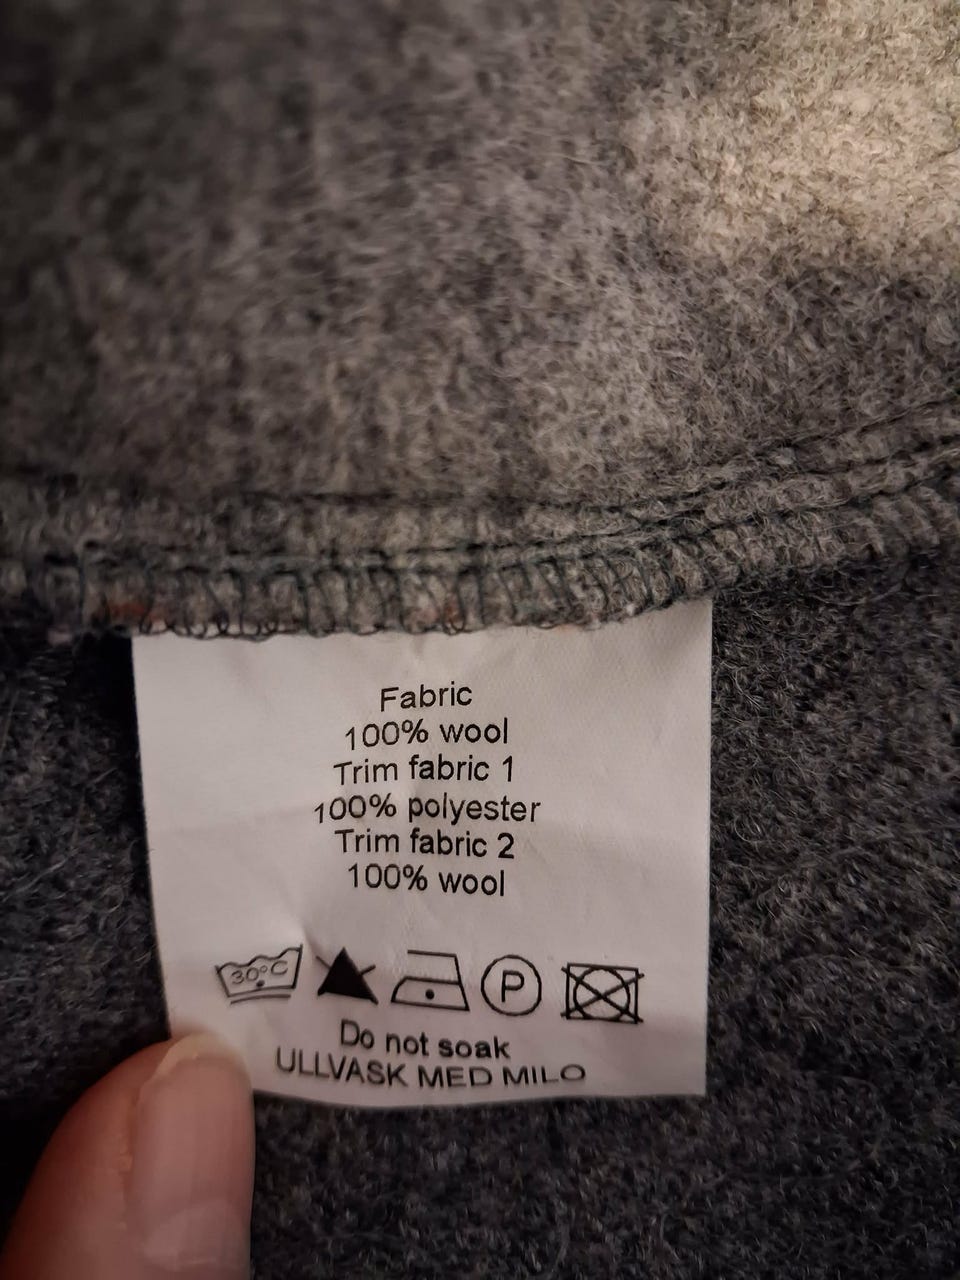 Fabric
100% wool
Trim fabric 1
100% polyester
Trim fabric 2
100% wool
30°C P
Do not soak
ULLVASK MED MILO